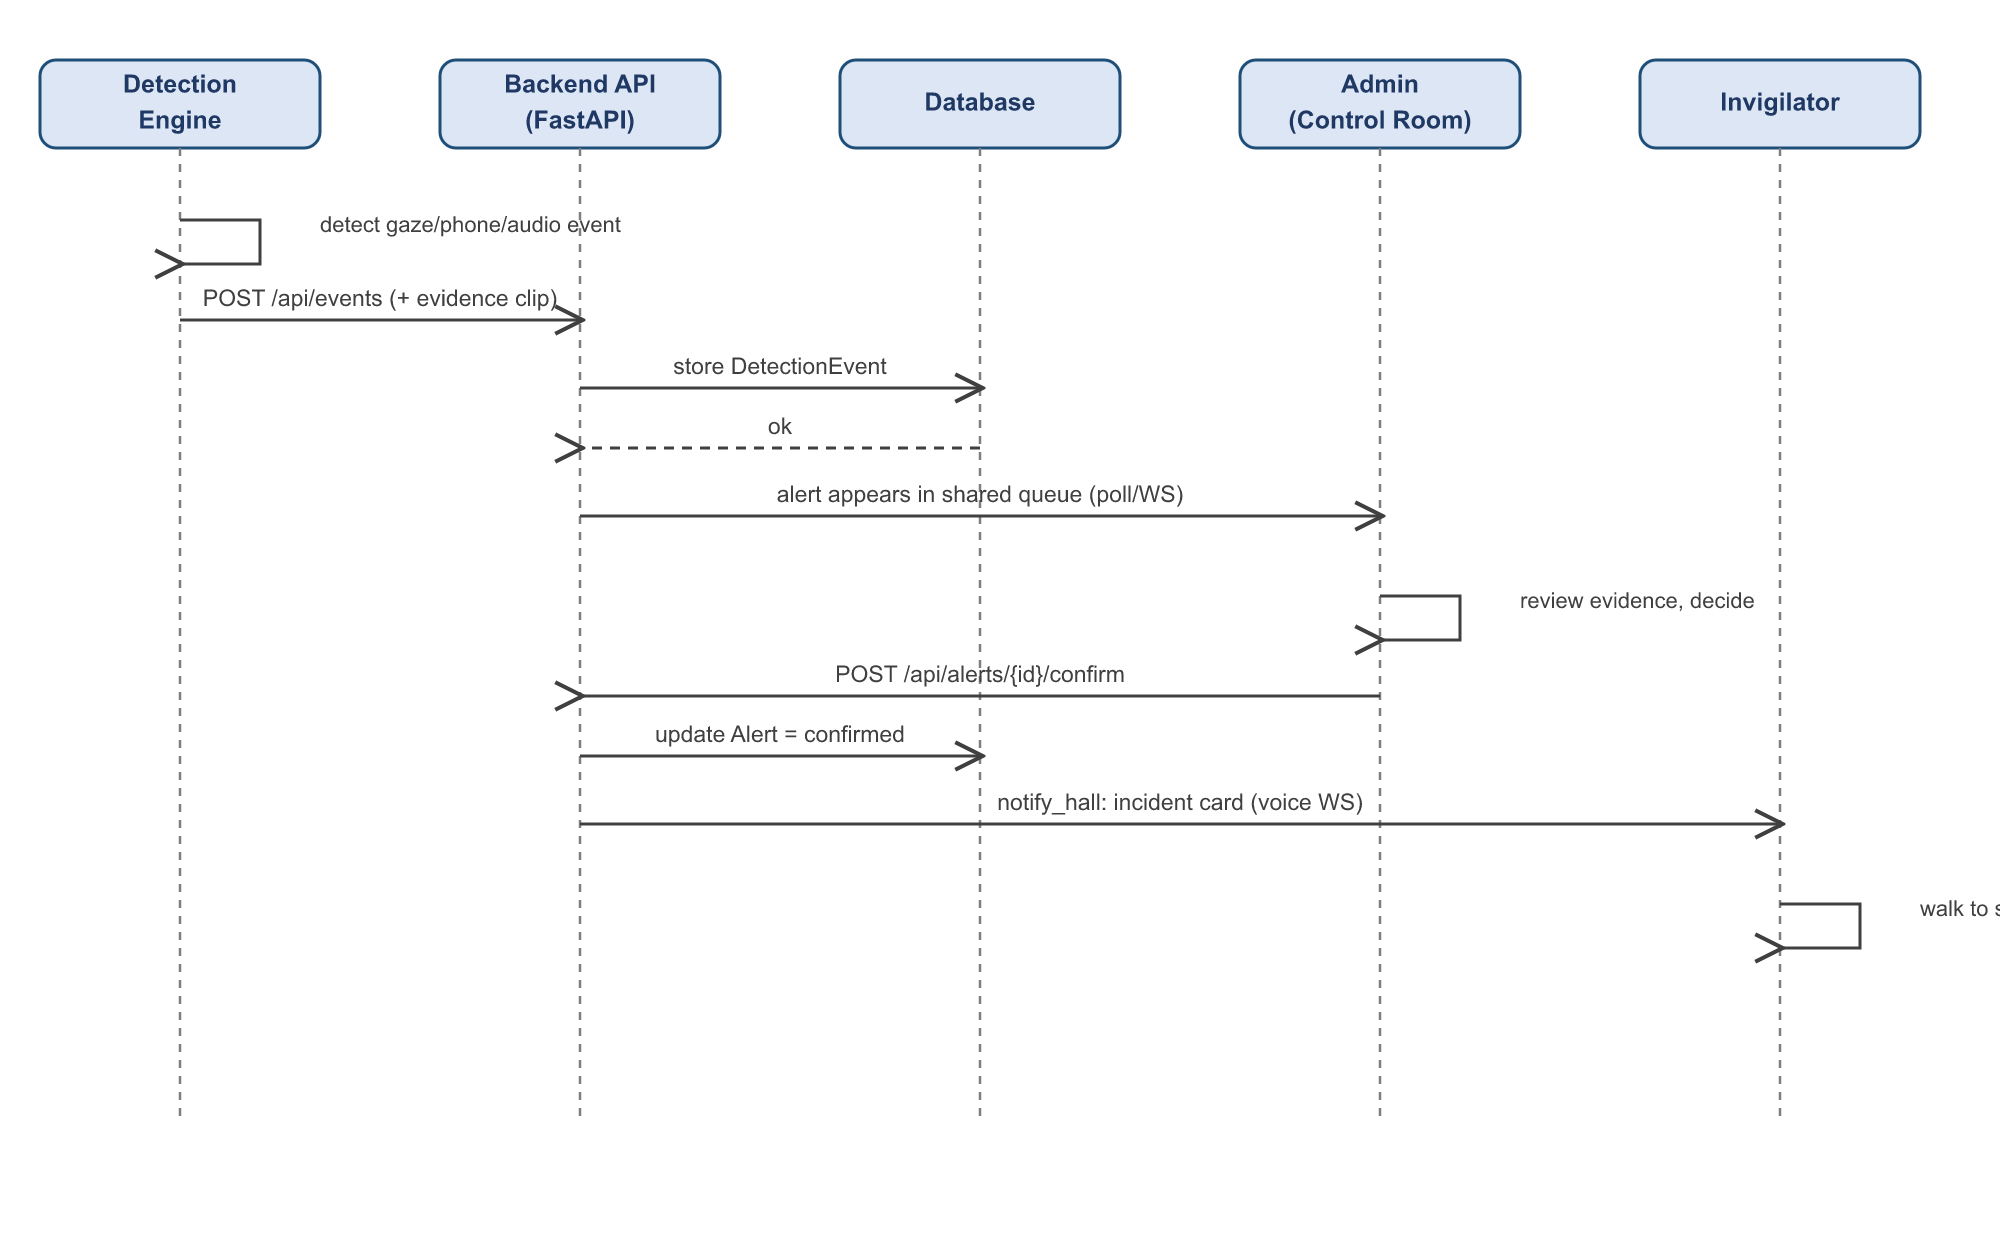 Detection
Engine
Backend API
(FastAPI)
Database
Admin
(Control Room)
Invigilator
detect gaze/phone/audio event
POST /api/events (+ evidence clip)
store DetectionEvent
ok
alert appears in shared queue (poll/WS)
review evidence, decide
POST /api/alerts/{id}/confirm
update Alert = confirmed
notify_hall: incident card (voice WS)
walk to